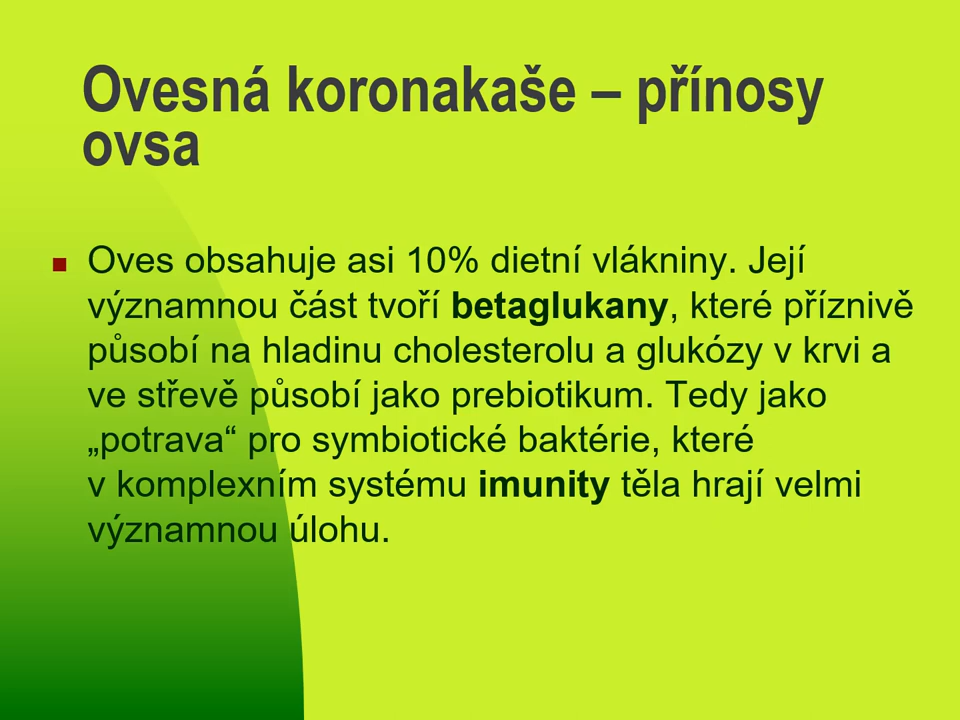 Ovesná koronakaše – přínosy
ovsa
Oves obsahuje asi 10% dietní vlákniny. Její
významnou část tvoří betaglukany, které příznivě
působí na hladinu cholesterolu a glukózy v krvi a
ve střevě působí jako prebiotikum. Tedy jako
„potrava“ pro symbiotické baktérie, které
v komplexním systému imunity těla hrají velmi
významnou úlohu.